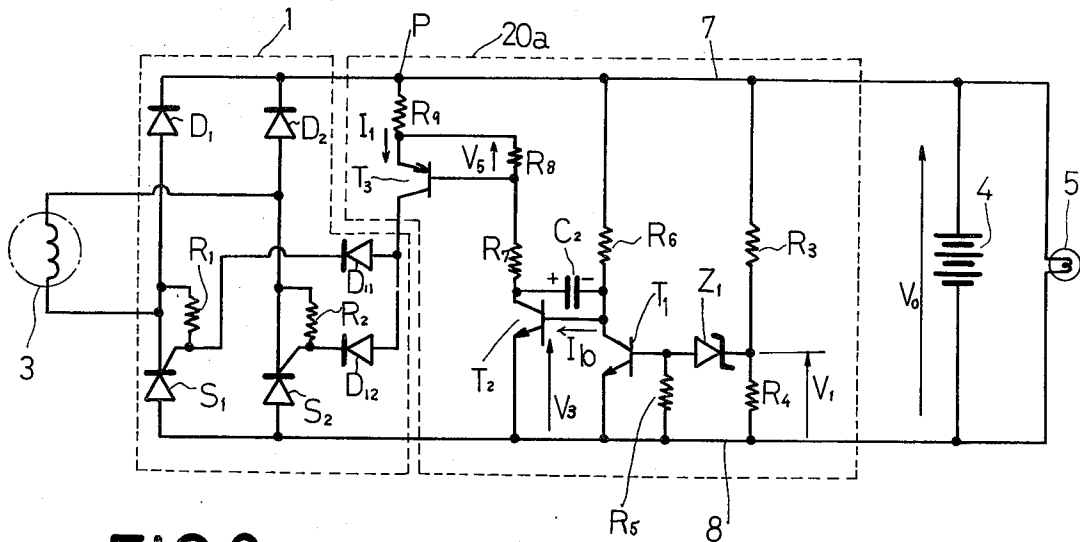 1
20a
P
7
D1
D2
I1
R9
V5
R8
T3
4
5
R1
D11
R7
C2
+
−
R6
R3
V0
R2
D12
T1
Z1
3
S1
S2
T2
Ib
V3
R4
V1
R5
8